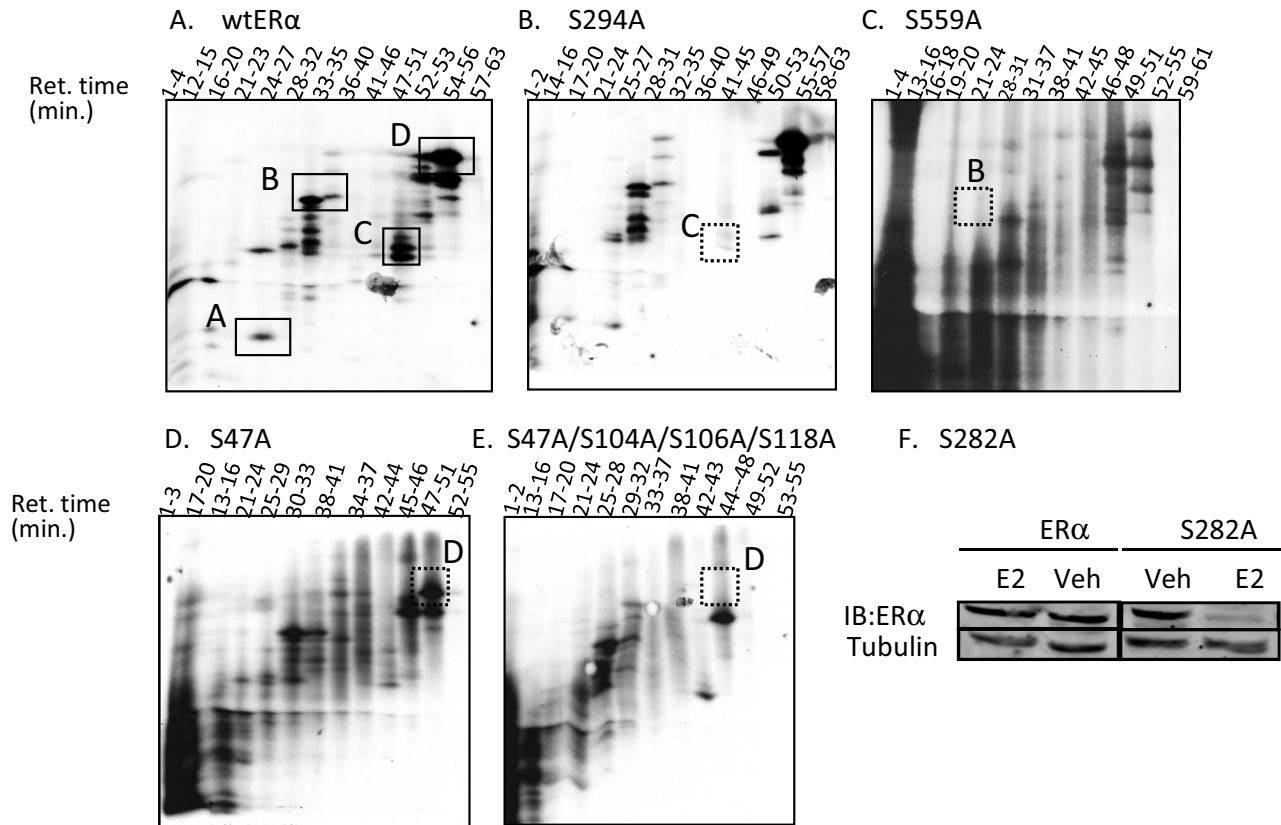 A. wtERα
B. S294A
C. S559A
Ret. time
(min.)
1-4 12-15 16-20 21-23 24-27 28-32 33-35 36-40 41-46 47-51 52-53 54-56 57-63
1-2 14-16 17-20 21-24 25-27 28-31 32-35 36-40 41-45 46-49 50-53 55-57 58-63
1-4 13-16 16-18 19-20 21-24 28-31 31-37 38-41 42-45 46-48 49-51 52-55 59-61
A
B
C
D
C
B
D. S47A
E. S47A/S104A/S106A/S118A
F. S282A
Ret. time
(min.)
1-3 17-20 13-16 21-24 25-29 30-33 38-41 34-37 42-44 45-46 47-51 52-55
1-2 13-16 17-20 21-24 25-28 29-32 33-37 38-41 42-43 44--48 49-52 53-55
D
D
ERα S282A
E2 Veh Veh E2
IB:ERα
Tubulin